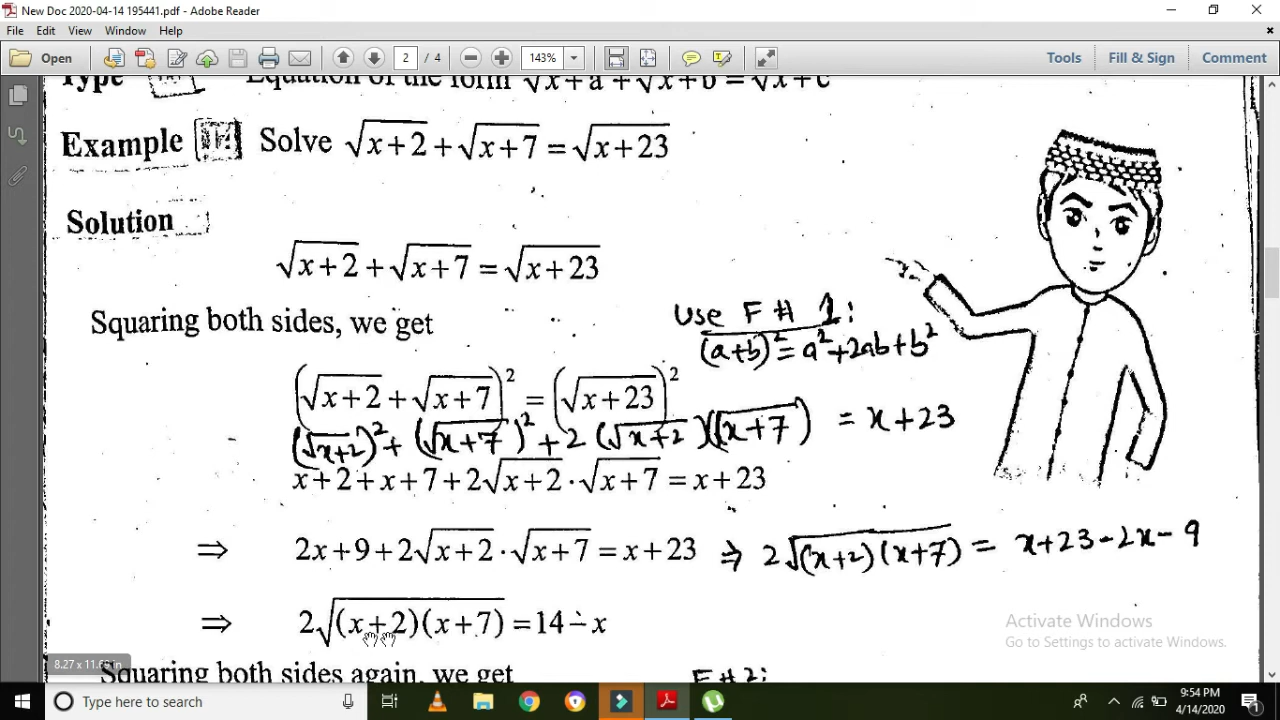 New Doc 2020-04-14 195441.pdf - Adobe Reader
File Edit View Window Help
Open 2 / 4 143% Tools Fill & Sign Comment
Type Equation of the form √x+a + √x+b = √x+c
Example Solve √x+2 + √x+7 = √x+23
Solution
√x+2 + √x+7 = √x+23
Squaring both sides, we get
Use F # 1:
(a+b)² = a²+2ab+b²
(√x+2 + √x+7)² = (√x+23)²
(√x+2)² + (√x+7)² + 2 (√x+2)(√x+7) = x+23
x+2+x+7+2√x+2·√x+7 = x+23
⇒ 2x+9+2√x+2·√x+7 = x+23 ⇒ 2√(x+2)(x+7) = x+23-2x-9
⇒ 2√(x+2)(x+7) = 14-x
Activate Windows
Go to Settings to activate Windows.
8.27 x 11.69 in
Squaring both sides again, we get F # 2:
Type here to search
9:54 PM
4/14/2020
1